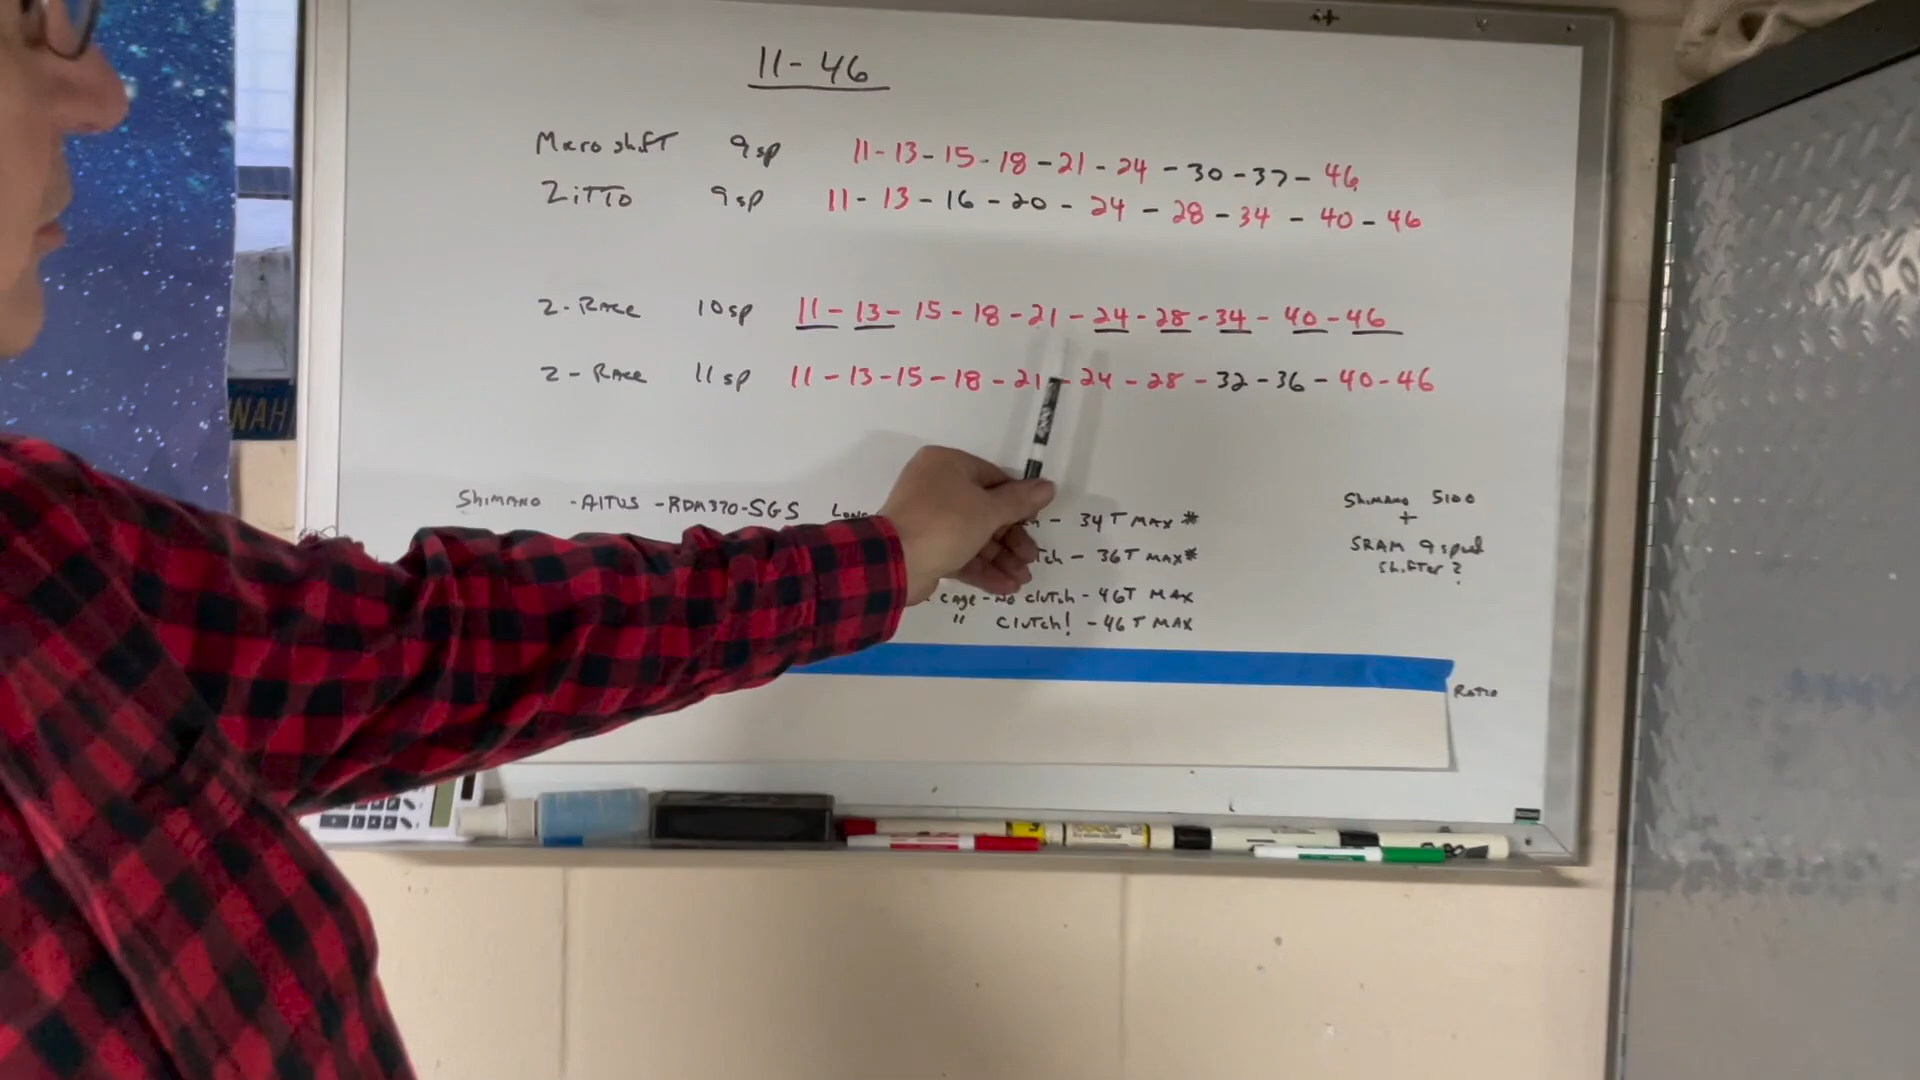 11-46
Microshift 9sp 11-13-15-18-21-24-30-37-46
ZiTTO 9sp 11-13-16-20-24-28-34-40-46
Z-RACE 10sp 11-13-15-18-21-24-28-34-40-46
Z-RACE 11sp 11-13-15-18-21-24-28-32-36-40-46
SHIMANO -AlTUS -RDM370-SGS - 34T MAX*
- 36T MAX*
cage -No clutch - 46T MAX
" Clutch! - 46T MAX
SHIMANO 5100
+
SRAM 9 speed
shifter?
RATIO
NAH